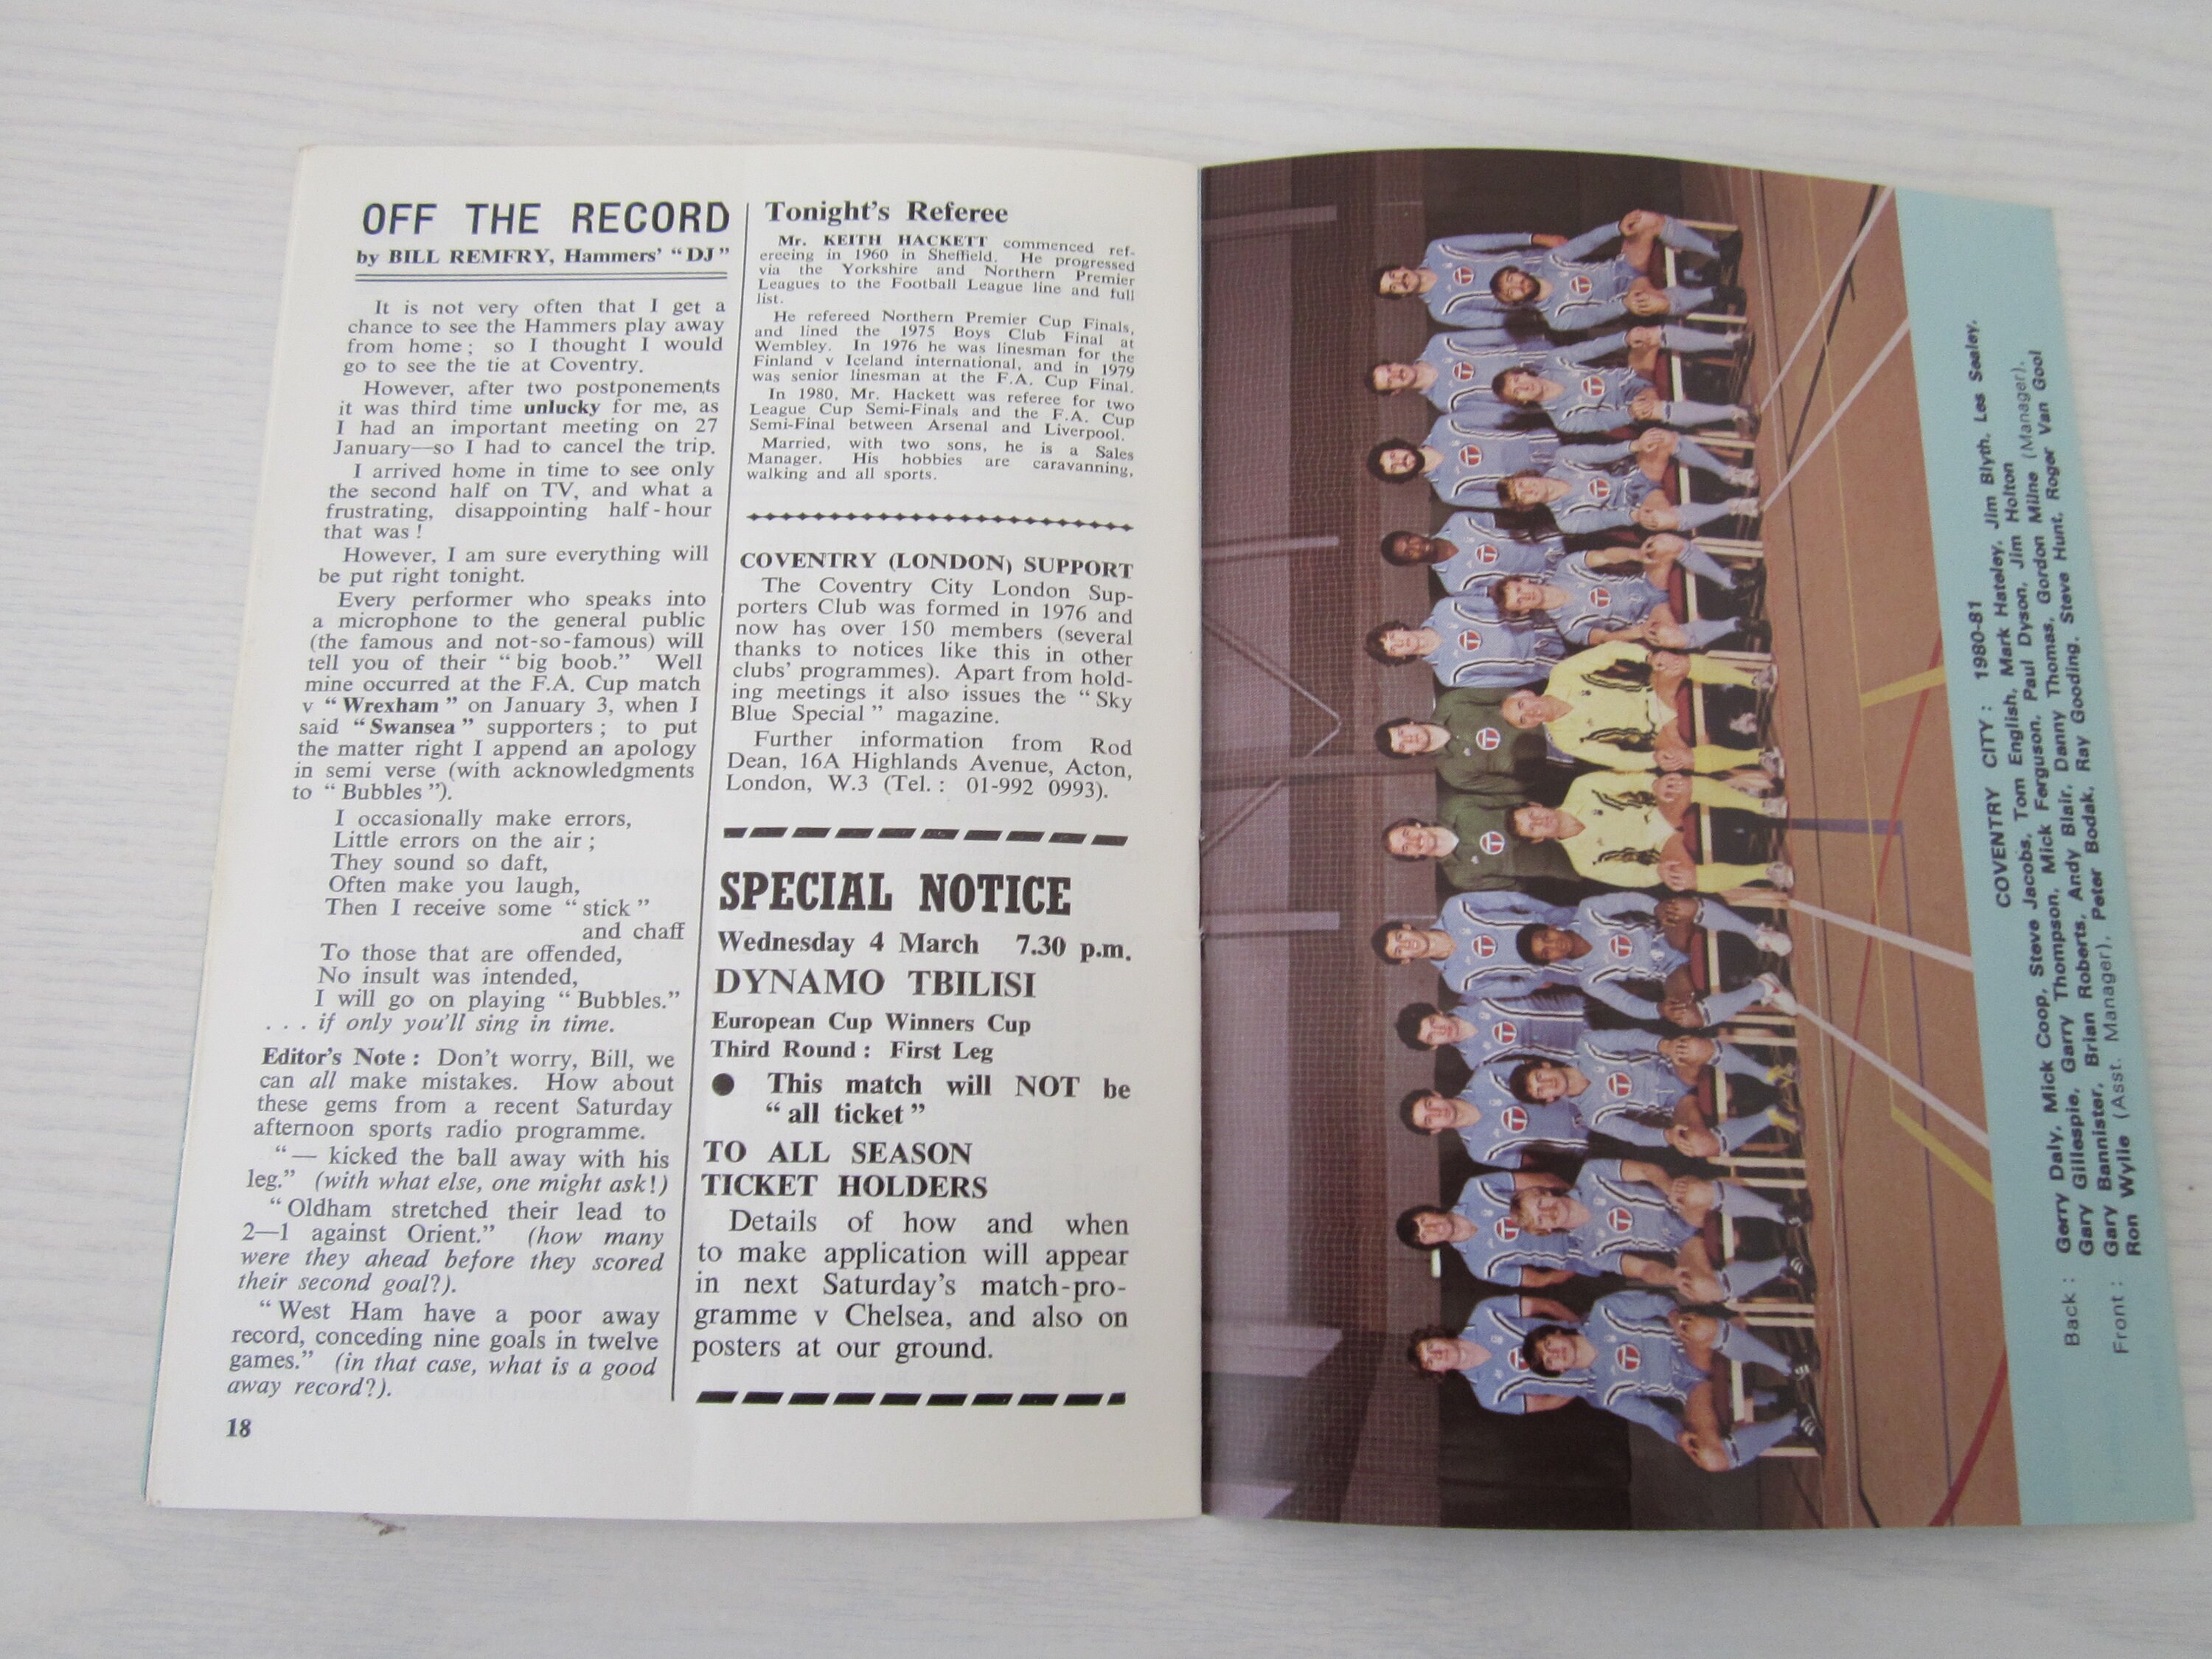 OFF THE RECORD
by BILL REMFRY, Hammers' “DJ”
It is not very often that I get a
chance to see the Hammers play away
from home; so I thought I would
go to see the tie at Coventry.
However, after two postponements
it was third time unlucky for me, as
I had an important meeting on 27
January—so I had to cancel the trip.
I arrived home in time to see only
the second half on TV, and what a
frustrating, disappointing half-hour
that was!
However, I am sure everything will
be put right tonight.
Every performer who speaks into
a microphone to the general public
(the famous and not-so-famous) will
tell you of their “big boob.” Well
mine occurred at the F.A. Cup match
v “Wrexham” on January 3, when I
said “Swansea” supporters; to put
the matter right I append an apology
in semi verse (with acknowledgments
to “Bubbles”).
I occasionally make errors,
Little errors on the air;
They sound so daft,
Often make you laugh,
Then I receive some “stick”
and chaff
To those that are offended,
No insult was intended,
I will go on playing “Bubbles.”
. . . if only you'll sing in time.
Editor's Note: Don't worry, Bill, we
can all make mistakes. How about
these gems from a recent Saturday
afternoon sports radio programme.
“— kicked the ball away with his
leg.” (with what else, one might ask!)
“Oldham stretched their lead to
2—1 against Orient.” (how many
were they ahead before they scored
their second goal?).
“West Ham have a poor away
record, conceding nine goals in twelve
games.” (in that case, what is a good
away record?).
18
Tonight's Referee
Mr. KEITH HACKETT commenced ref-
ereeing in 1960 in Sheffield. He progressed
via the Yorkshire and Northern Premier
Leagues to the Football League line and full
list.
He refereed Northern Premier Cup Finals,
and lined the 1975 Boys Club Final at
Wembley. In 1976 he was linesman for the
Finland v Iceland international, and in 1979
was senior linesman at the F.A. Cup Final.
In 1980, Mr. Hackett was referee for two
League Cup Semi-Finals and the F.A. Cup
Semi-Final between Arsenal and Liverpool.
Married, with two sons, he is a Sales
Manager. His hobbies are caravanning,
walking and all sports.
COVENTRY (LONDON) SUPPORT
The Coventry City London Sup-
porters Club was formed in 1976 and
now has over 150 members (several
thanks to notices like this in other
clubs' programmes). Apart from hold-
ing meetings it also issues the “Sky
Blue Special” magazine.
Further information from Rod
Dean, 16A Highlands Avenue, Acton,
London, W.3 (Tel.: 01-992 0993).
SPECIAL NOTICE
Wednesday 4 March 7.30 p.m.
DYNAMO TBILISI
European Cup Winners Cup
Third Round: First Leg
● This match will NOT be
“all ticket”
TO ALL SEASON
TICKET HOLDERS
Details of how and when
to make application will appear
in next Saturday's match-pro-
gramme v Chelsea, and also on
posters at our ground.
COVENTRY CITY: 1980-81
Back: Gerry Daly, Mick Coop, Steve Jacobs, Tom English, Mark Hateley, Jim Blyth, Les Sealey,
Gary Gillespie, Garry Thompson, Mick Ferguson, Paul Dyson, Jim Holton
Front: Gary Bannister, Brian Roberts, Andy Blair, Danny Thomas, Gordon Milne (Manager),
Ron Wylie (Asst. Manager), Peter Bodak, Ray Gooding, Steve Hunt, Roger Van Gool